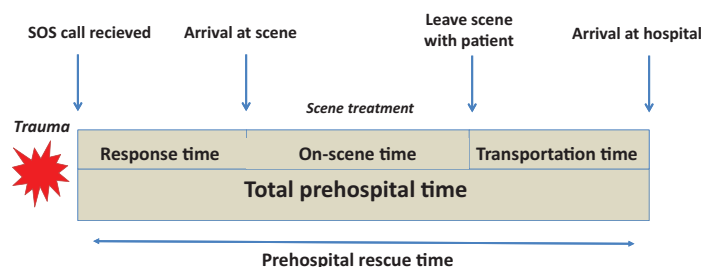 Leave scene
with patient
SOS call recieved
Arrival at scene
Arrival at hospital
Scene treatment
Trauma
Response time
On-scene time
Transportation time
Total prehospital time
Prehospital rescue time